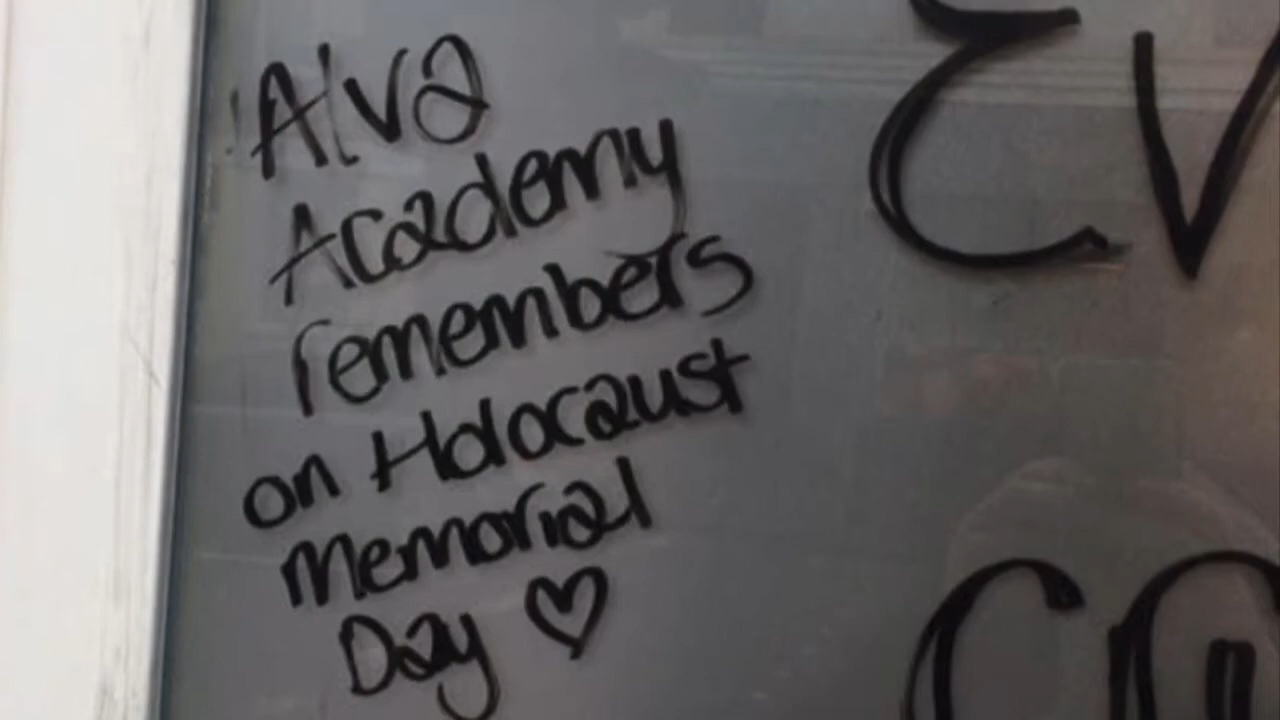 Alva
Academy
remembers
on Holocaust
Memorial
Day ♡